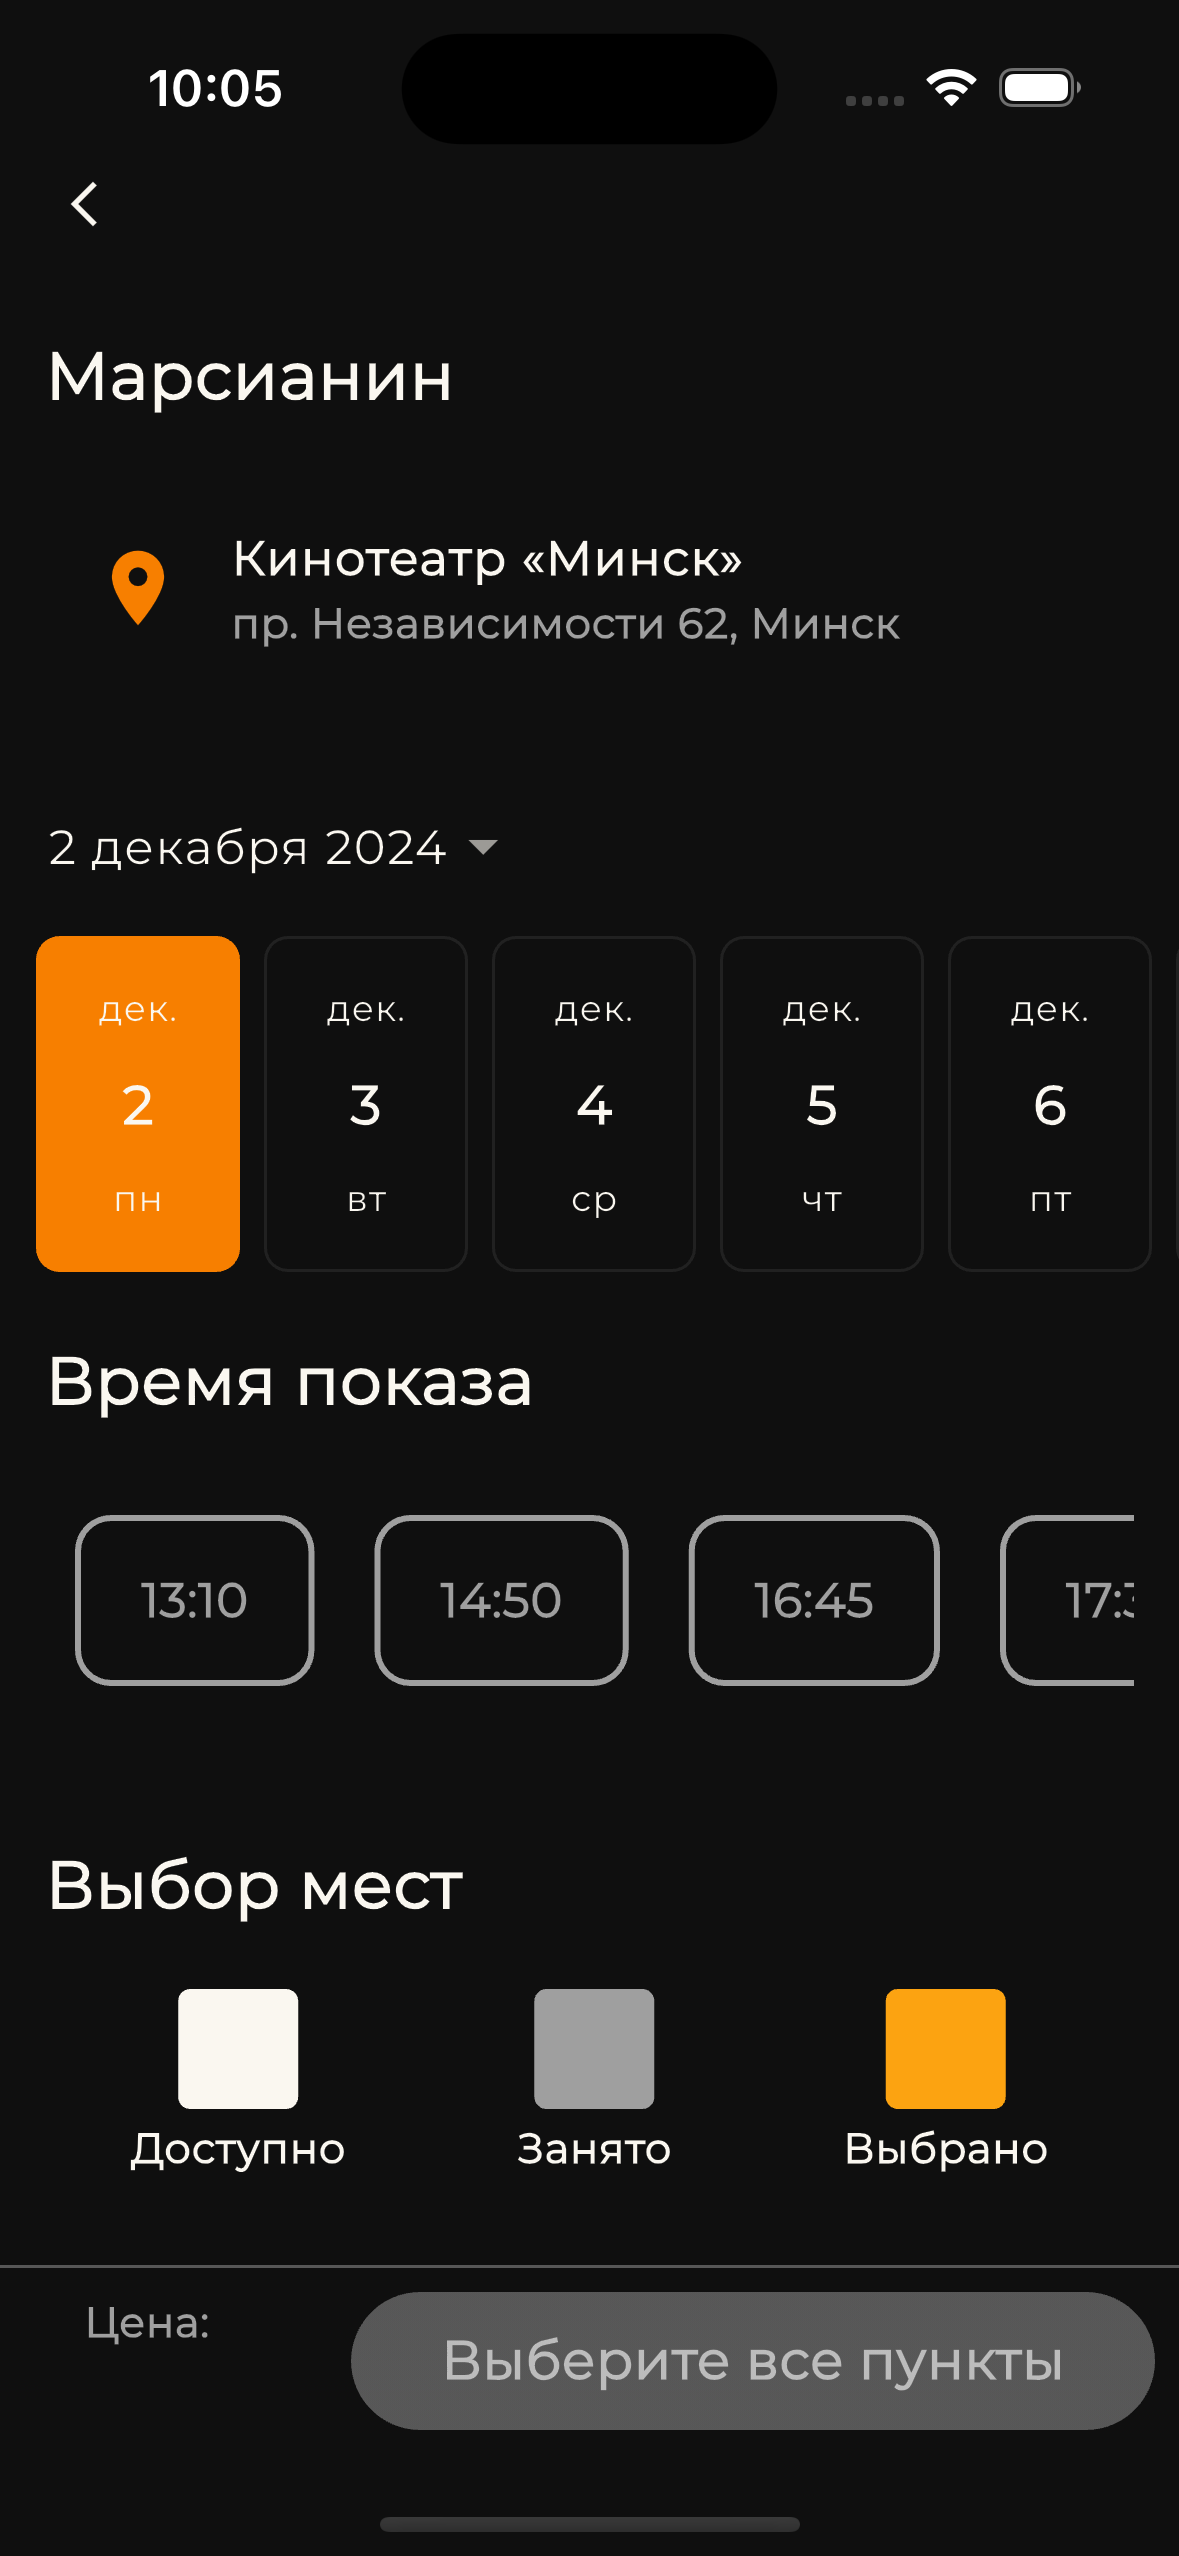 10:05
Марсианин
Кинотеатр «Минск»
пр. Независимости 62, Минск
2 декабря 2024
дек. дек. дек. дек. дек.
2 3 4 5 6
пн вт ср чт пт
Время показа
13:10 14:50 16:45
Выбор мест
Доступно Занято Выбрано
Цена: Выберите все пункты